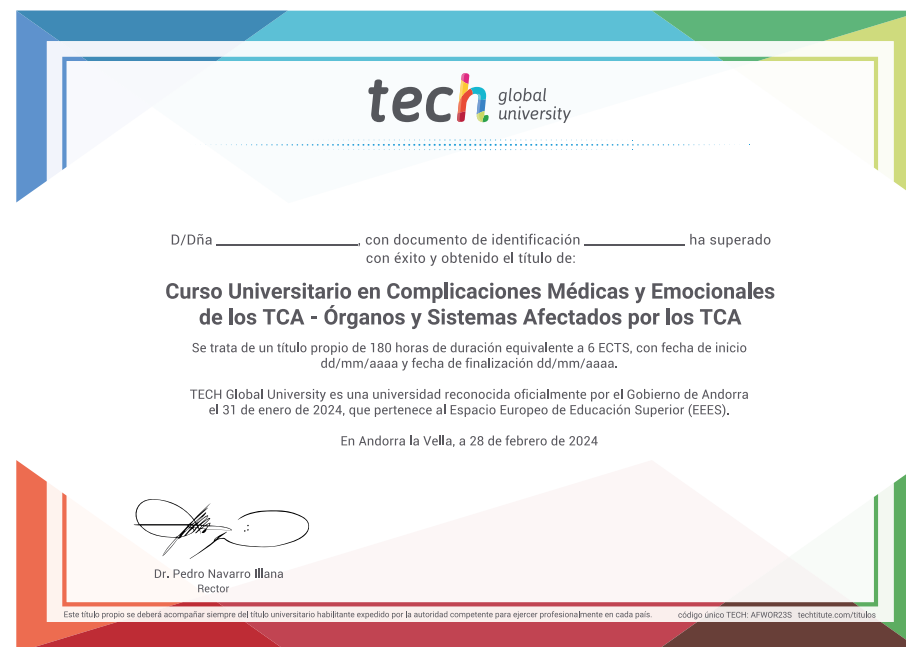 tech global university
D/Dña ______________, con documento de identificación __________ ha superado
con éxito y obtenido el título de:
Curso Universitario en Complicaciones Médicas y Emocionales
de los TCA - Órganos y Sistemas Afectados por los TCA
Se trata de un título propio de 180 horas de duración equivalente a 6 ECTS, con fecha de inicio
dd/mm/aaaa y fecha de finalización dd/mm/aaaa.
TECH Global University es una universidad reconocida oficialmente por el Gobierno de Andorra
el 31 de enero de 2024, que pertenece al Espacio Europeo de Educación Superior (EEES).
En Andorra la Vella, a 28 de febrero de 2024
Dr. Pedro Navarro Illana
Rector
Este título propio se deberá acompañar siempre del título universitario habilitante expedido por la autoridad competente para ejercer profesionalmente en cada país. código único TECH: AFWOR23S techtitute.com/titulos